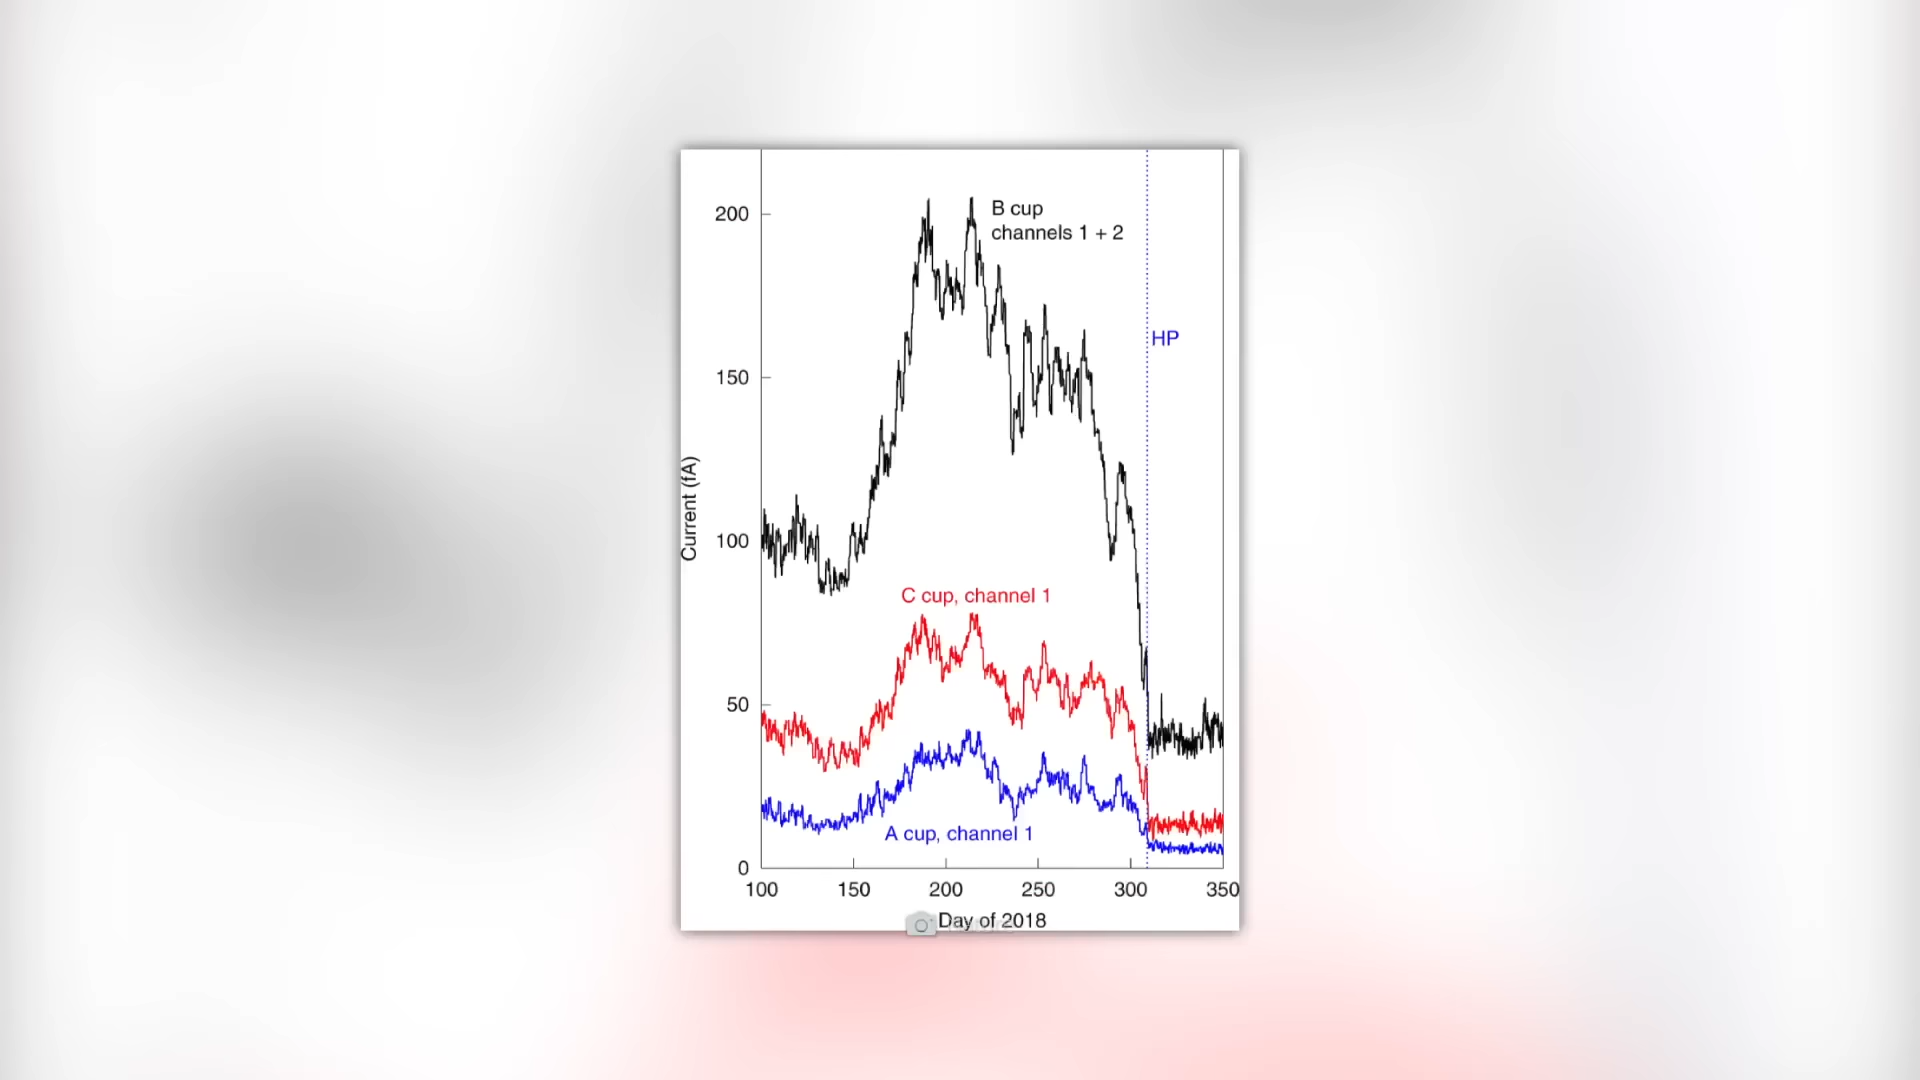 200
B cup
channels 1 + 2
HP
150
Current (fA)
100
C cup, channel 1
50
A cup, channel 1
0
100 150 200 250 300 350
Day of 2018